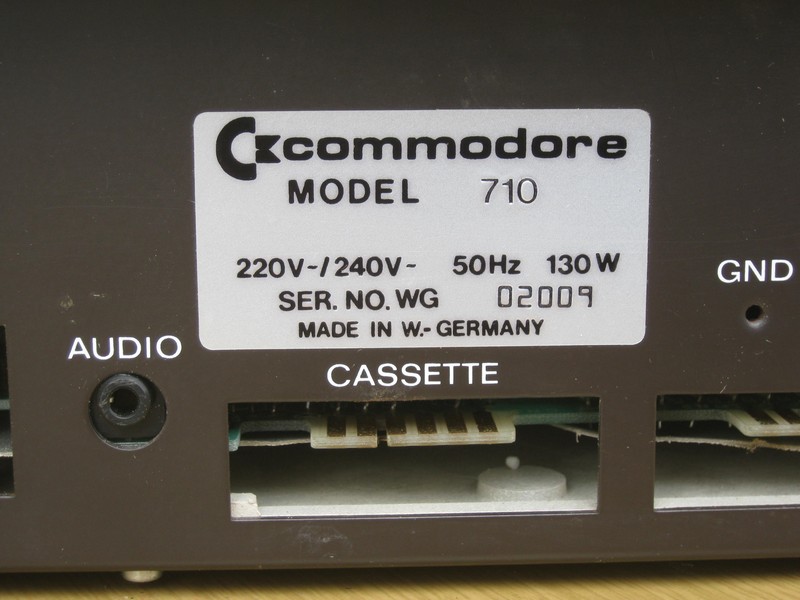 commodore
MODEL 710
220V~/240V~ 50Hz 130W
SER. NO. WG 02009
MADE IN W.-GERMANY
GND
AUDIO
CASSETTE